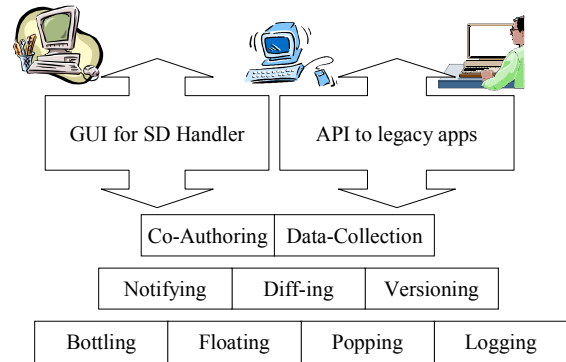 GUI for SD Handler
API to legacy apps
Co-Authoring
Data-Collection
Notifying
Diff-ing
Versioning
Bottling
Floating
Popping
Logging